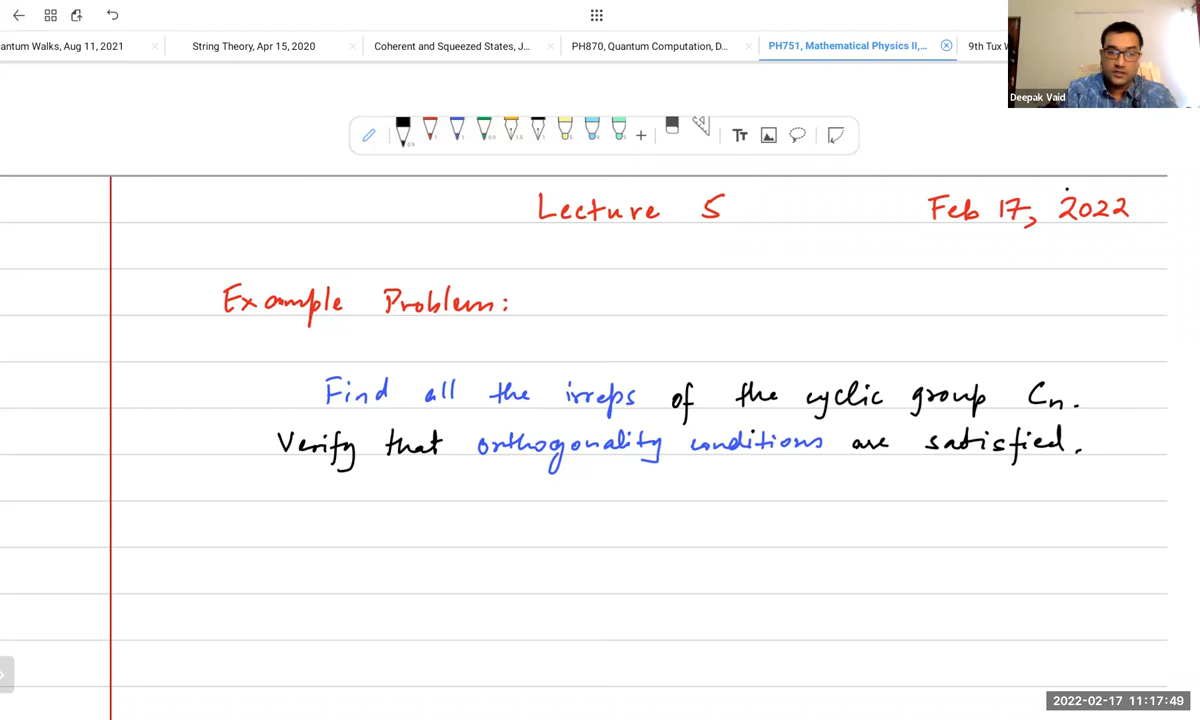 antum Walks, Aug 11, 2021 String Theory, Apr 15, 2020 Coherent and Squeezed States, J... PH870, Quantum Computation, D... PH751, Mathematical Physics II,... 9th Tux W
Deepak Vaid
Tт
Lecture 5 Feb 17, 2022
Example Problem:
Find all the irreps of the cyclic group Cn.
Verify that orthogonality conditions are satisfied.
2022-02-17 11:17:49